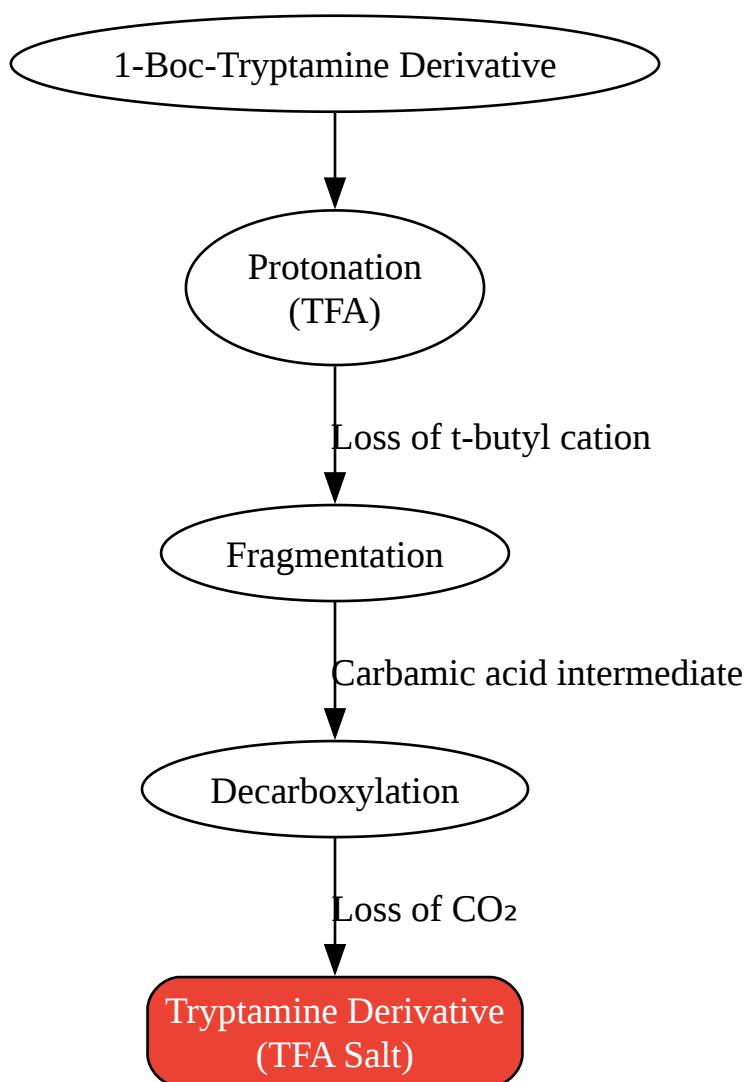 1-Boc-Tryptamine Derivative
Protonation
(TFA)
Loss of t-butyl cation
Fragmentation
Carbamic acid intermediate
Decarboxylation
Loss of CO₂
Tryptamine Derivative
(TFA Salt)